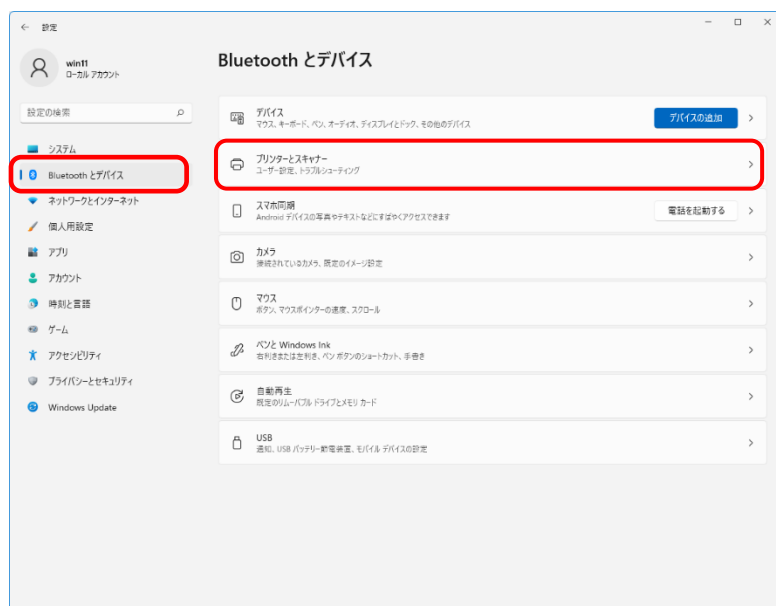 設定
win11
ローカル アカウント
設定の検索
システム
Bluetooth とデバイス
ネットワークとインターネット
個人用設定
アプリ
アカウント
時刻と言語
ゲーム
アクセシビリティ
プライバシーとセキュリティ
Windows Update
Bluetooth とデバイス
デバイス
マウス、キーボード、ペン、オーディオ、ディスプレイとドック、その他のデバイス
デバイスの追加
プリンターとスキャナー
ユーザー設定、トラブルシューティング
スマホ同期
Android デバイスの写真やテキストなどにすばやくアクセスできます
電話を起動する
カメラ
接続されているカメラ、既定のイメージ設定
マウス
ボタン、マウスポインターの速度、スクロール
ペンと Windows Ink
右利きまたは左利き、ペン ボタンのショートカット、手書き
自動再生
既定のリムーバブル ドライブとメモリ カード
USB
通知、USB バッテリー節電装置、モバイル デバイスの設定